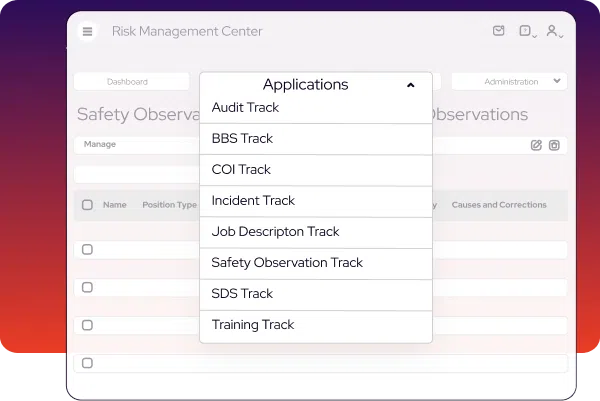 Risk Management Center
Dashboard
Applications
Administration
Safety Observa
bservations
Audit Track
Manage
BBS Track
COI Track
Name Position Type
y Causes and Corrections
Incident Track
Job Descripton Track
Safety Observation Track
SDS Track
Training Track